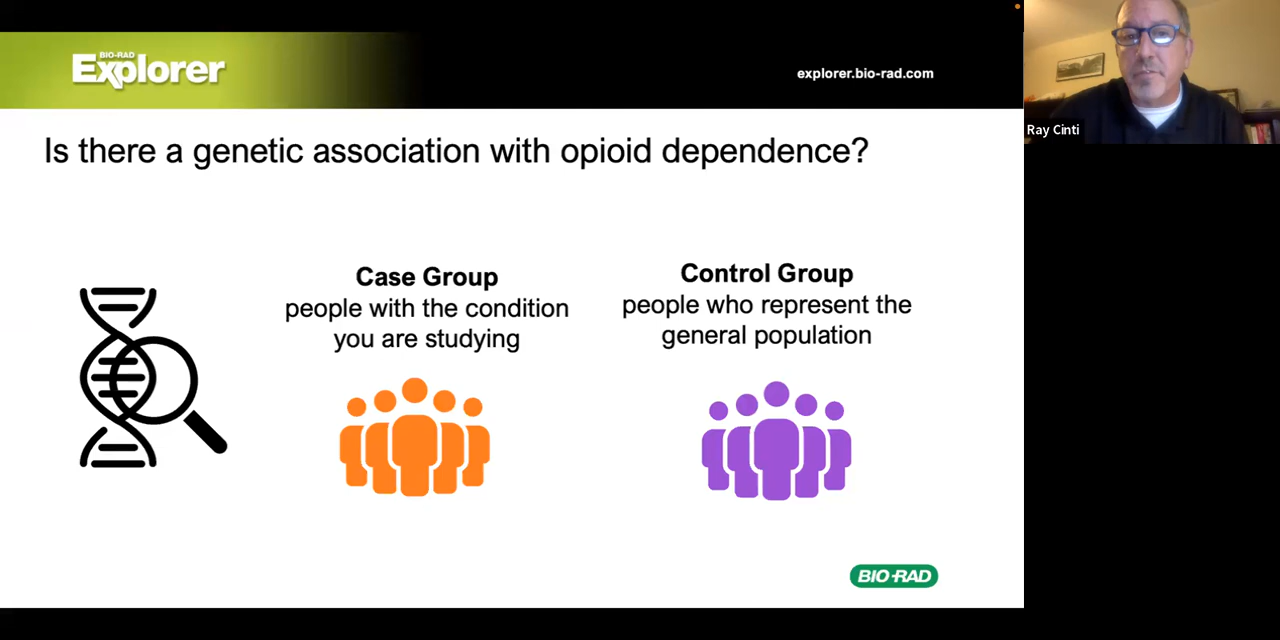 BIO-RAD
Explorer
explorer.bio-rad.com
Ray Cinti
Is there a genetic association with opioid dependence?
Case Group
people with the condition
you are studying
Control Group
people who represent the
general population
BIO-RAD